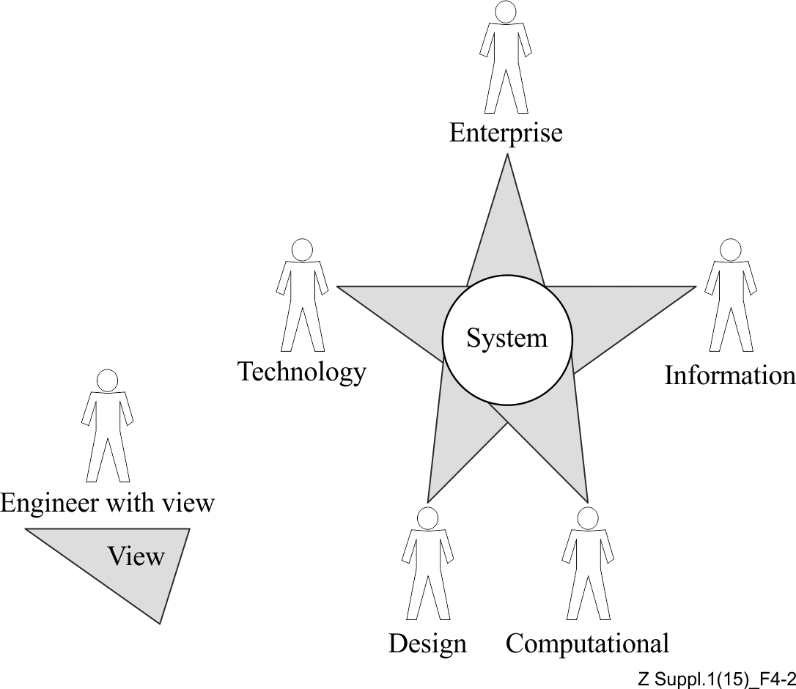 Enterprise
System
Technology
Information
Engineer with view
View
Design
Computational
Z Suppl.1(15)_F4-2